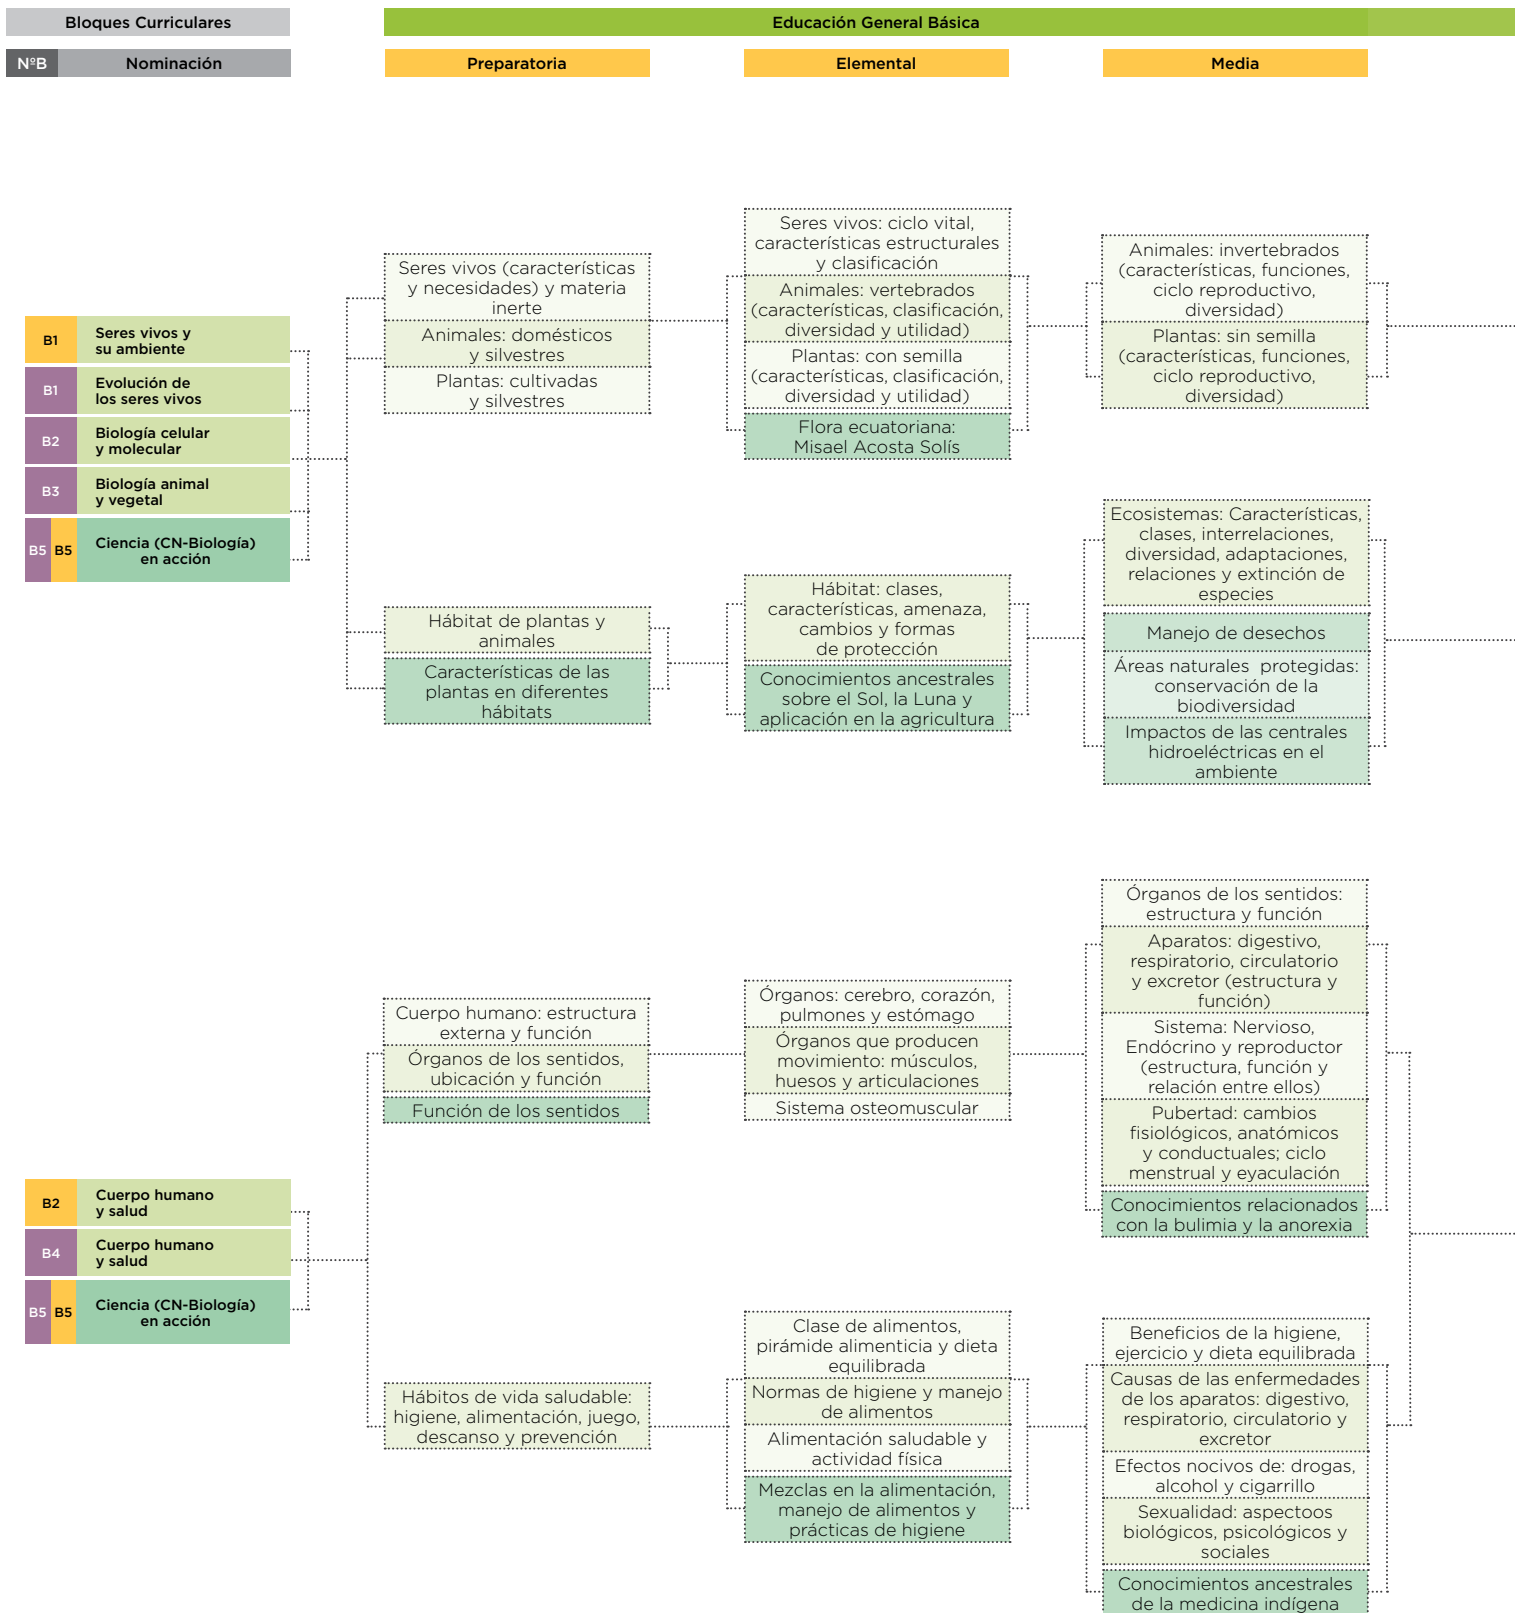 Bloques Curriculares
Educación General Básica
NºB
Nominación
Preparatoria
Elemental
Media
B1
Seres vivos y
su ambiente
B1
Evolución de
los seres vivos
B2
Biología celular
y molecular
B3
Biología animal
y vegetal
B5
B5
Ciencia (CN-Biología)
en acción
Seres vivos (características
y necesidades) y materia
inerte
Animales: domésticos
y silvestres
Plantas: cultivadas
y silvestres
Seres vivos: ciclo vital,
características estructurales
y clasificación
Animales: vertebrados
(características, clasificación,
diversidad y utilidad)
Plantas: con semilla
(características, clasificación,
diversidad y utilidad)
Flora ecuatoriana:
Misael Acosta Solís
Animales: invertebrados
(características, funciones,
ciclo reproductivo,
diversidad)
Plantas: sin semilla
(características, funciones,
ciclo reproductivo,
diversidad)
Hábitat de plantas y
animales
Características de las
plantas en diferentes
hábitats
Hábitat: clases,
características, amenaza,
cambios y formas
de protección
Conocimientos ancestrales
sobre el Sol, la Luna y
aplicación en la agricultura
Ecosistemas: Características,
clases, interrelaciones,
diversidad, adaptaciones,
relaciones y extinción de
especies
Manejo de desechos
Áreas naturales protegidas:
conservación de la
biodiversidad
Impactos de las centrales
hidroeléctricas en el
ambiente
B2
Cuerpo humano
y salud
B4
Cuerpo humano
y salud
B5
B5
Ciencia (CN-Biología)
en acción
Cuerpo humano: estructura
externa y función
Órganos de los sentidos,
ubicación y función
Función de los sentidos
Órganos: cerebro, corazón,
pulmones y estómago
Órganos que producen
movimiento: músculos,
huesos y articulaciones
Sistema osteomuscular
Órganos de los sentidos:
estructura y función
Aparatos: digestivo,
respiratorio, circulatorio
y excretor (estructura y
función)
Sistema: Nervioso,
Endócrino y reproductor
(estructura, función y
relación entre ellos)
Pubertad: cambios
fisiológicos, anatómicos
y conductuales; ciclo
menstrual y eyaculación
Conocimientos relacionados
con la bulimia y la anorexia
Hábitos de vida saludable:
higiene, alimentación, juego,
descanso y prevención
Clase de alimentos,
pirámide alimenticia y dieta
equilibrada
Normas de higiene y manejo
de alimentos
Alimentación saludable y
actividad física
Mezclas en la alimentación,
manejo de alimentos y
prácticas de higiene
Beneficios de la higiene,
ejercicio y dieta equilibrada
Causas de las enfermedades
de los aparatos: digestivo,
respiratorio, circulatorio y
excretor
Efectos nocivos de: drogas,
alcohol y cigarrillo
Sexualidad: aspectoos
biológicos, psicológicos y
sociales
Conocimientos ancestrales
de la medicina indígena